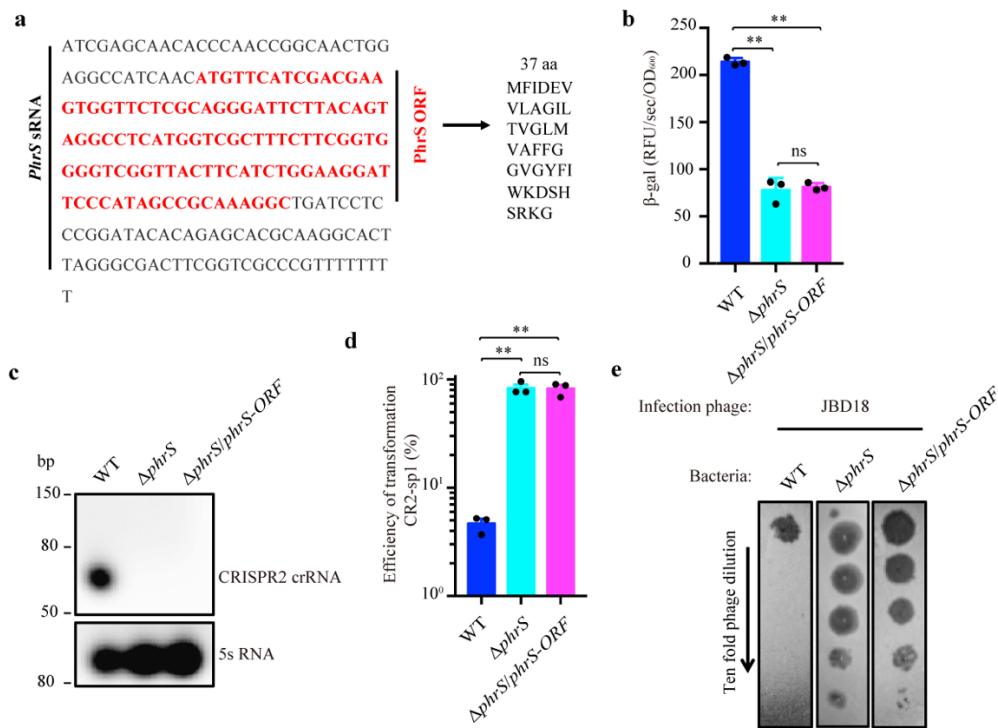 a
PhrS sRNA
ATCGAGCAACACCCAACCGGCAACTGG
AGGCCATCAACATGTTCATCGACGAA
GTGGTTCTCGCAGGGATTCTTACAGT
AGGCCTCATGGTCGCTTTCTTCGGTG
GGGTCGGTTACTTCATCTGGAAGGAT
TCCCATAGCCGCAAAGGCTGATCCTC
CCGGATACACAGAGCACGCAAGGCACT
TAGGGCGACTTCGGTCGCCCGTTTTTTT
T
PhrS ORF
37 aa
MFIDEV
VLAGIL
TVGLM
VAFFG
GVGYFI
WKDSH
SRKG
b
β-gal (RFU/sec/OD₆₀₀)
250
200
150
100
50
0
**
**
ns
WT
ΔphrS
ΔphrS/phrS-ORF
c
bp
WT
ΔphrS
ΔphrS/phrS-ORF
150
80
50
CRISPR2 crRNA
80
5s RNA
d
Efficiency of transformation
CR2-sp1 (%)
10²
10¹
10⁰
**
**
ns
WT
ΔphrS
ΔphrS/phrS-ORF
e
Infection phage: JBD18
Bacteria:
WT
ΔphrS
ΔphrS/phrS-ORF
Ten fold phage dilution